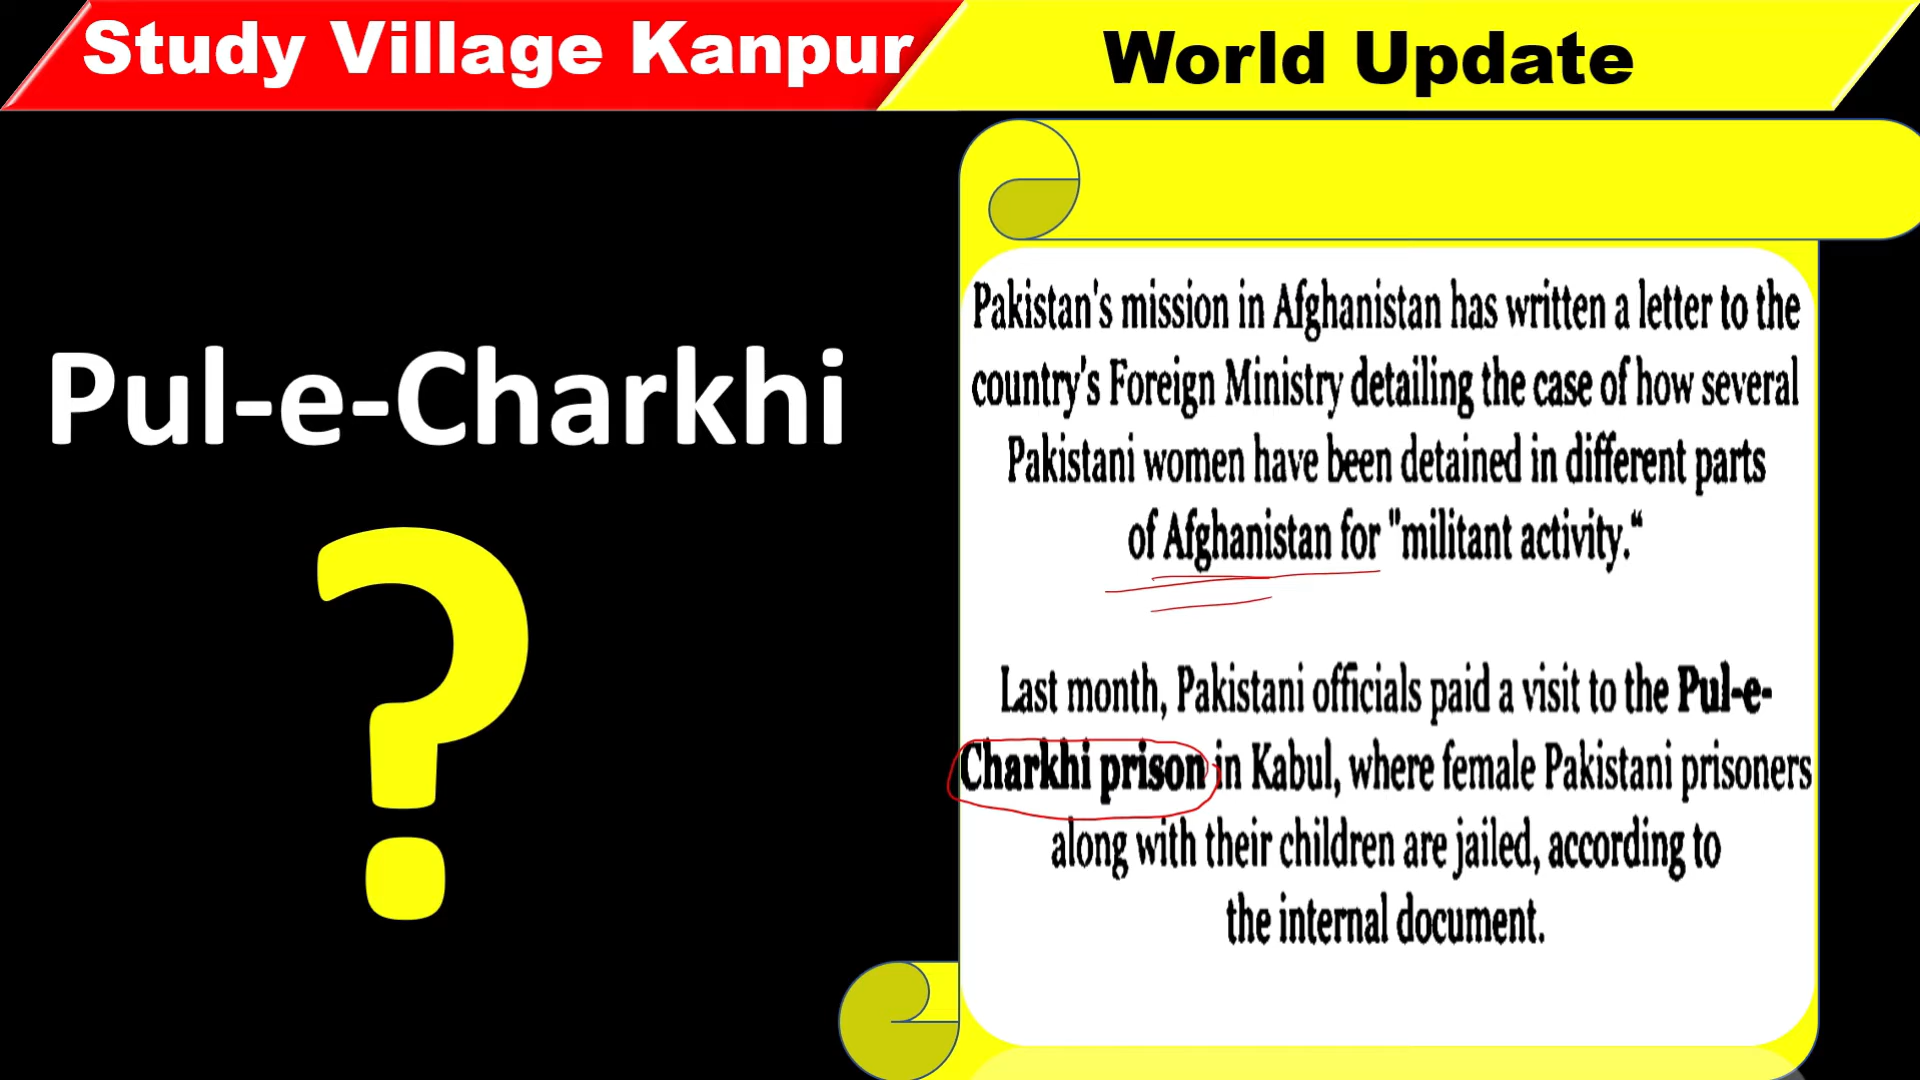 Study Village Kanpur
World Update
Pul-e-Charkhi
?
Pakistan's mission in Afghanistan has written a letter to the
country's Foreign Ministry detailing the case of how several
Pakistani women have been detained in different parts
of Afghanistan for "militant activity.“
Last month, Pakistani officials paid a visit to the Pul-e-
Charkhi prison in Kabul, where female Pakistani prisoners
along with their children are jailed, according to
the internal document.